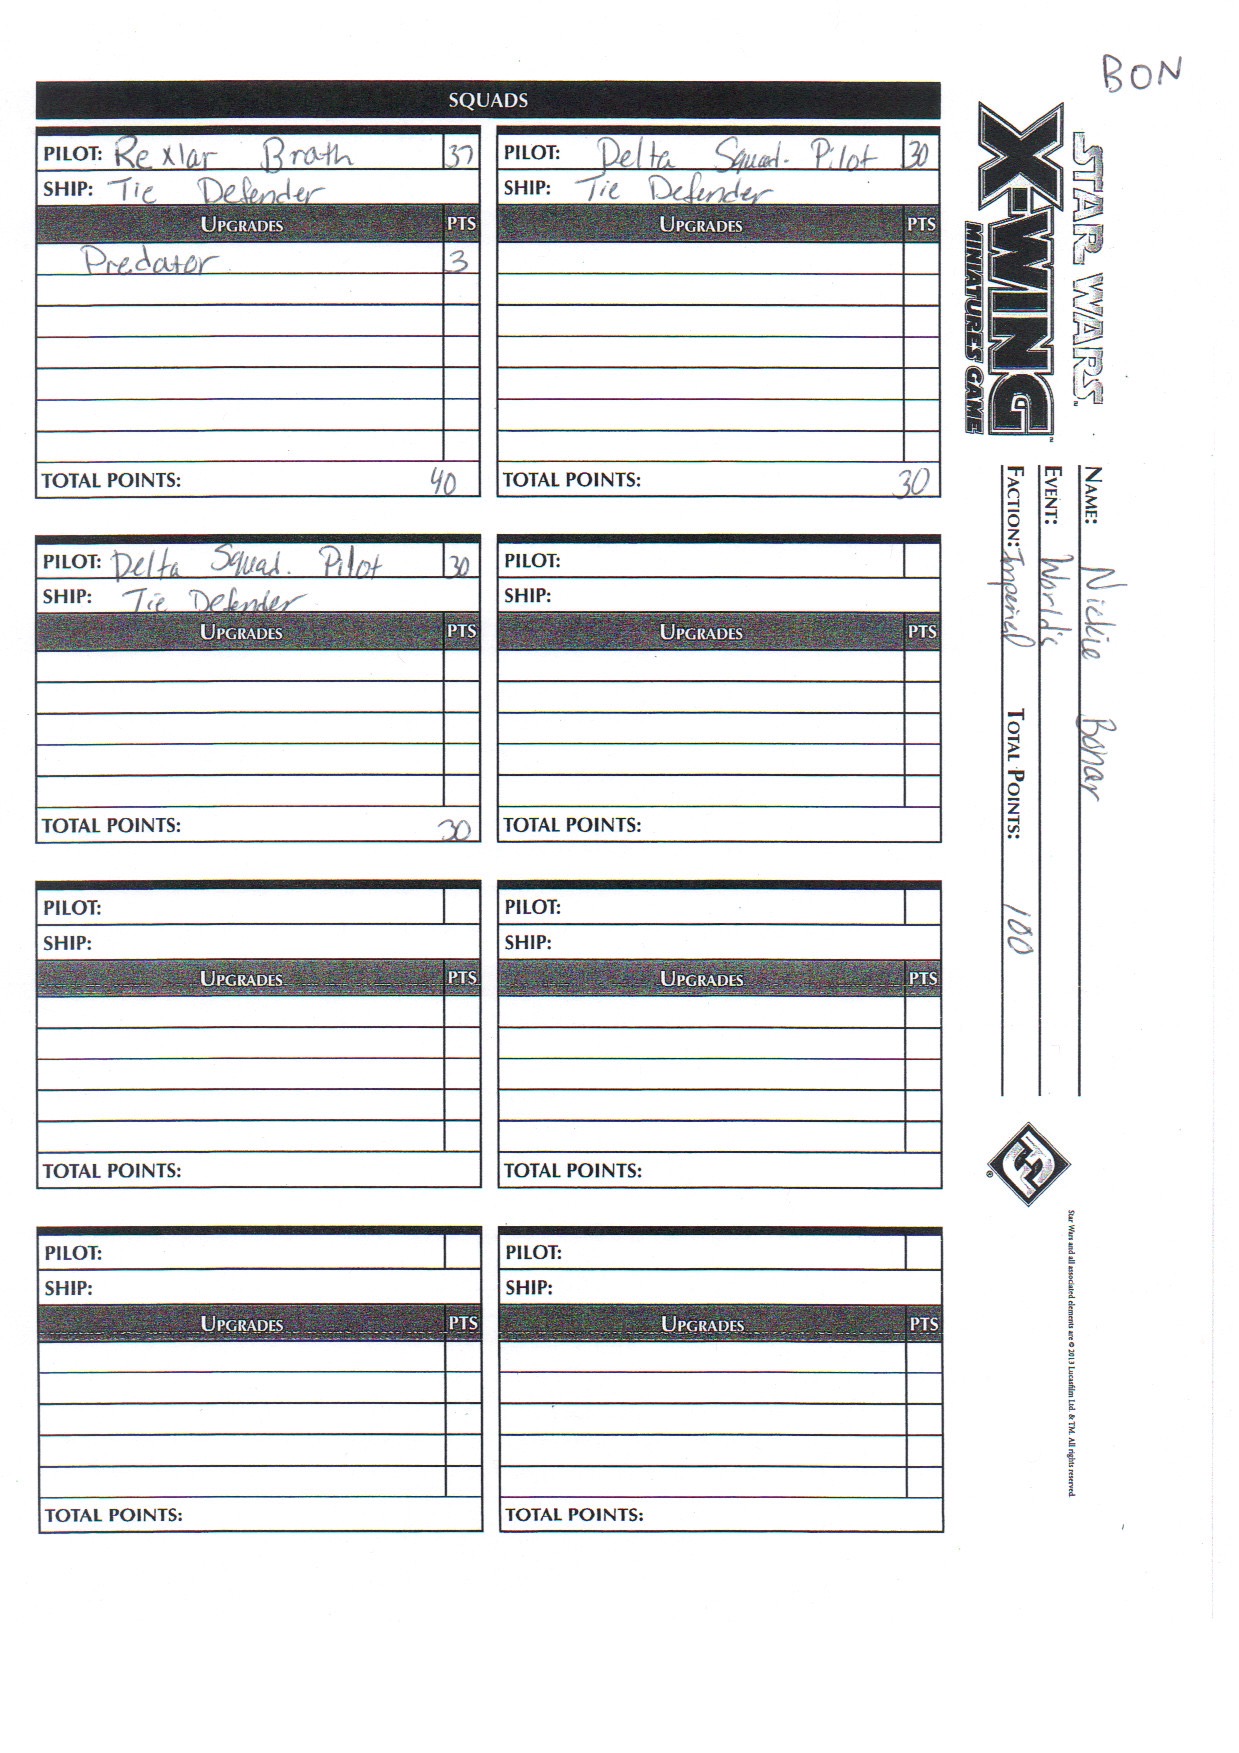 BON
STAR WARS
X-WING
MINIATURES GAME
NAME: Nickie Bonar
EVENT: World's
FACTION: Imperial TOTAL POINTS: 100
SQUADS
PILOT: Rexlar Brath 37
SHIP: Tie Defender
UPGRADES PTS
Predator 3
TOTAL POINTS: 40
PILOT: Delta Squad. Pilot 30
SHIP: Tie Defender
UPGRADES PTS
TOTAL POINTS: 30
PILOT: Delta Squad. Pilot 30
SHIP: Tie Defender
UPGRADES PTS
TOTAL POINTS: 30
PILOT:
SHIP:
UPGRADES PTS
TOTAL POINTS:
PILOT:
SHIP:
UPGRADES PTS
TOTAL POINTS:
PILOT:
SHIP:
UPGRADES PTS
TOTAL POINTS:
PILOT:
SHIP:
UPGRADES PTS
TOTAL POINTS:
PILOT:
SHIP:
UPGRADES PTS
TOTAL POINTS:
Star Wars and all associated elements are © 2013 Lucasfilm Ltd. & TM. All rights reserved.